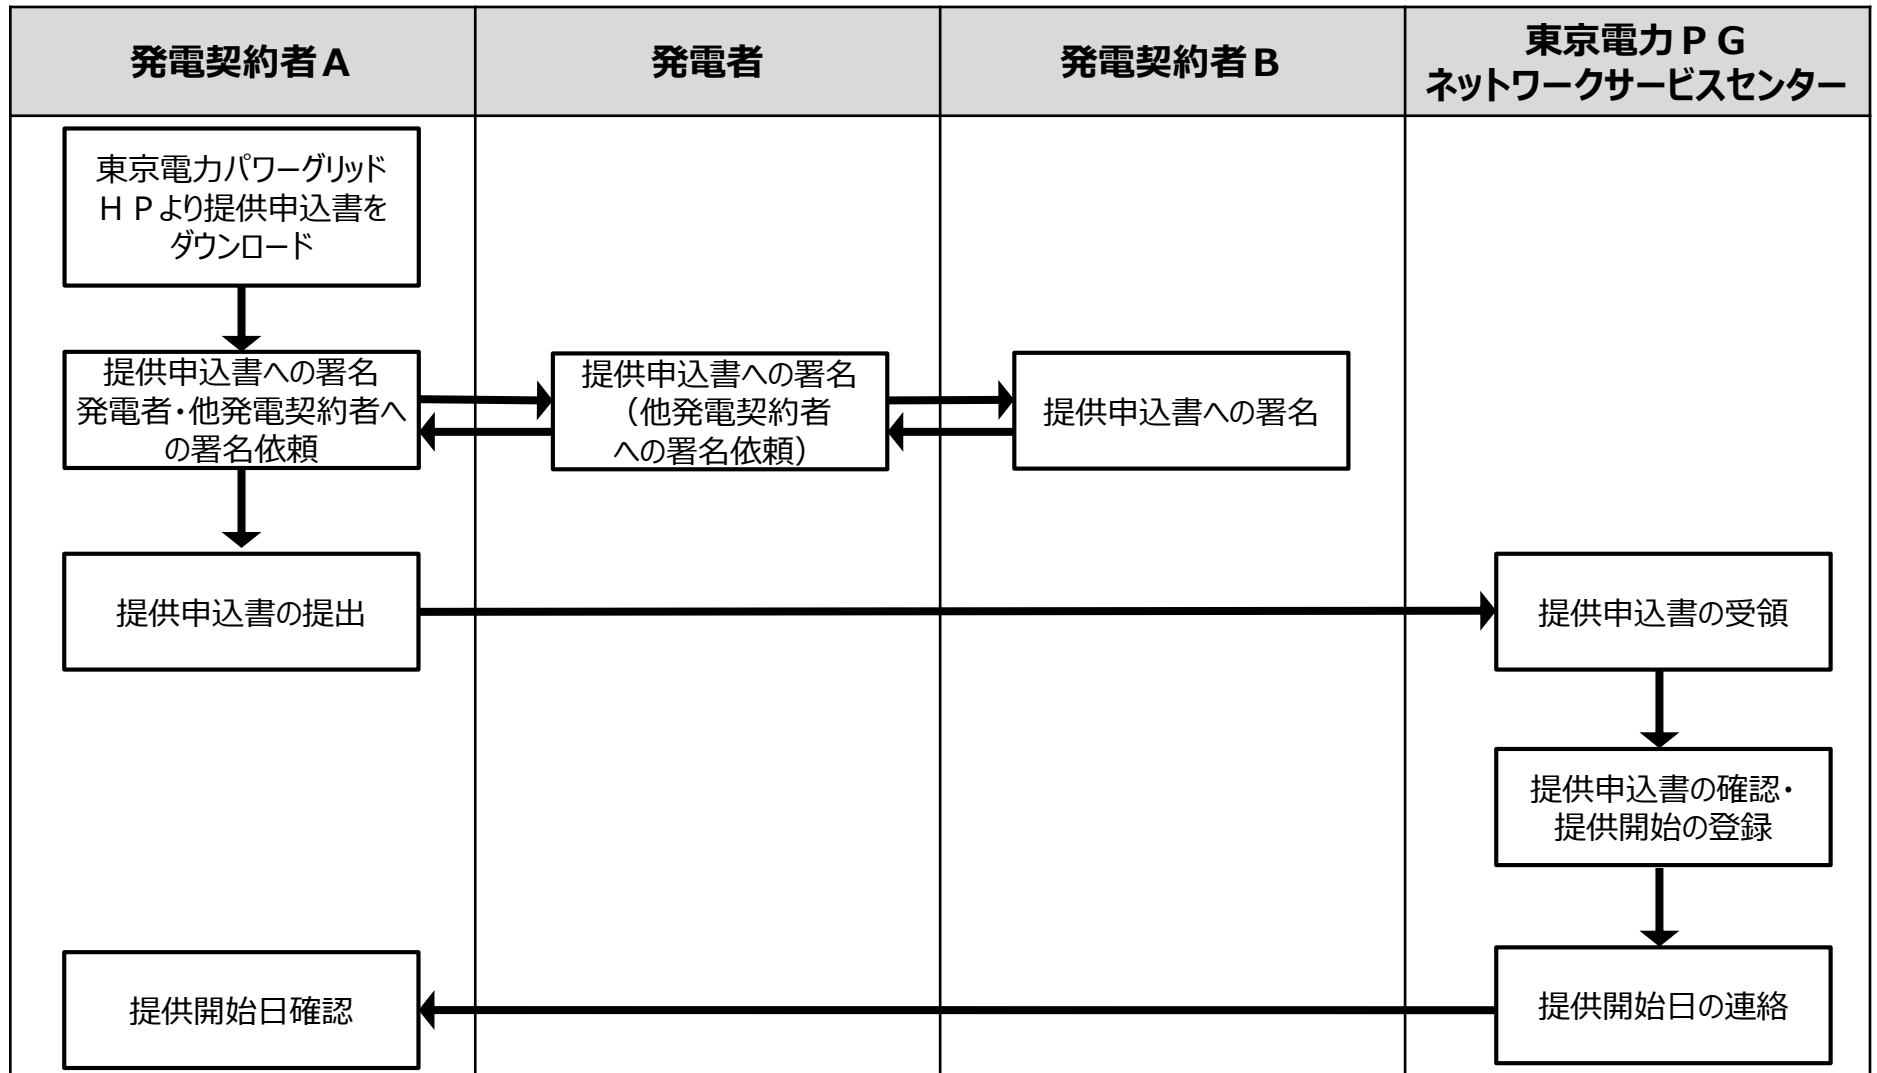 発電契約者A
発電者
発電契約者B
東京電力PG
ネットワークサービスセンター
東京電力パワーグリッド
HPより提供申込書を
ダウンロード
提供申込書への署名
発電者・他発電契約者へ
の署名依頼
提供申込書への署名
（他発電契約者
への署名依頼）
提供申込書への署名
提供申込書の提出
提供申込書の受領
提供申込書の確認・
提供開始の登録
提供開始日確認
提供開始日の連絡